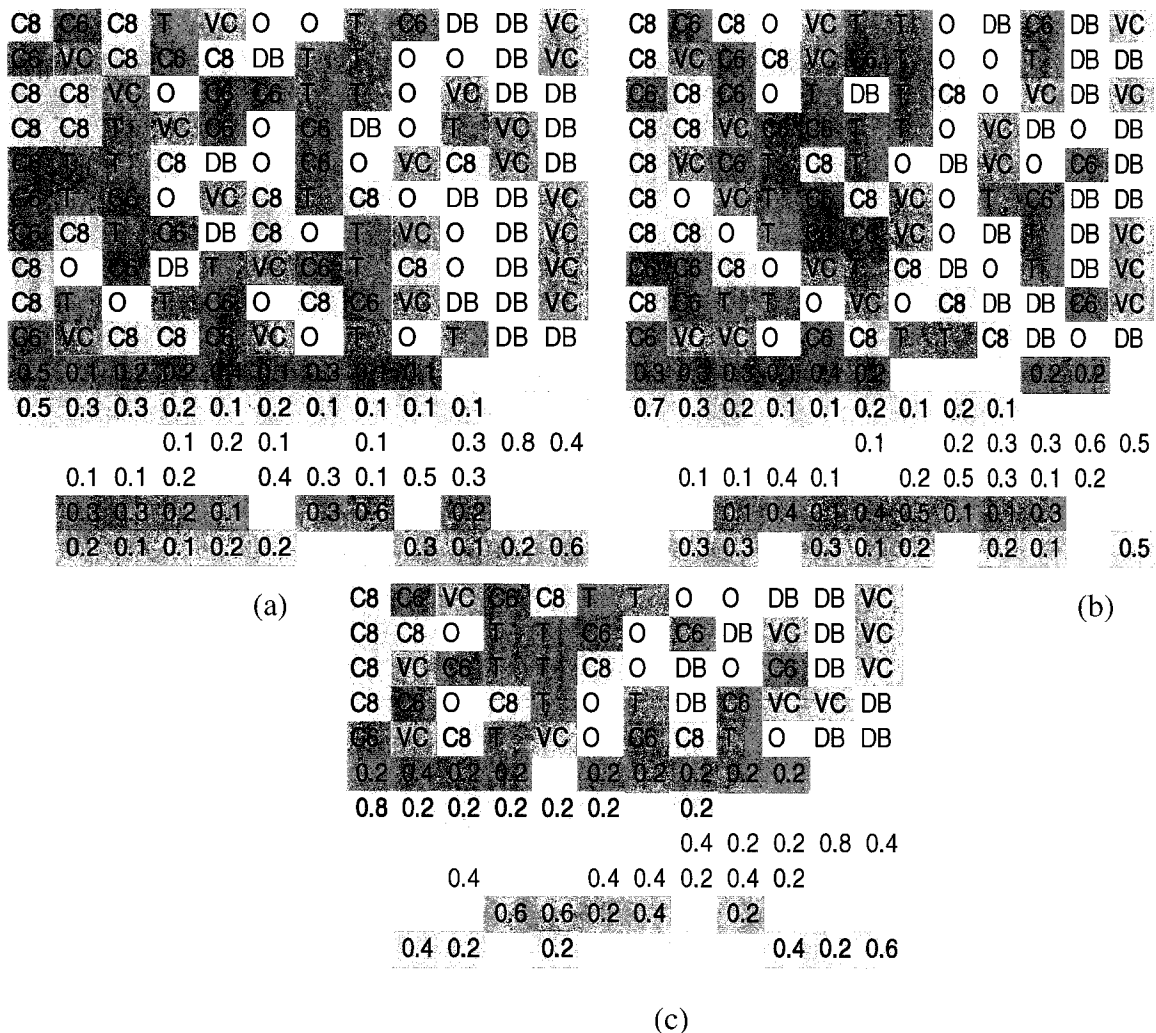 C8 C6 C8 T VC O O T C6 DB DB VC
C6 VC C8 C6 C8 DB T T O O DB VC
C8 C8 VC O C6 C6 T T O VC DB DB
C8 C8 T VC C6 O C6 DB O T VC DB
C6 T T C8 DB O C6 O VC C8 VC DB
C6 T C6 O VC C8 T C8 O DB DB VC
C6 C8 T C6 DB C8 O T VC O DB VC
C8 O C6 DB T VC C6 T C8 O DB VC
C8 T O T C6 O C8 C6 VC DB DB VC
C6 VC C8 C8 C6 VC O T O T DB DB
0.5 0.1 0.2 0.2 0.4 0.1 0.3 0.1 0.1
0.5 0.3 0.3 0.2 0.1 0.2 0.1 0.1 0.1 0.1
0.1 0.2 0.1 0.1 0.3 0.8 0.4
0.1 0.1 0.2 0.4 0.3 0.1 0.5 0.3
0.3 0.3 0.2 0.1 0.3 0.6 0.2
0.2 0.1 0.1 0.2 0.2 0.3 0.1 0.2 0.6
(a)
C8 C6 C8 O VC T T O DB C6 DB VC
C8 VC C6 C8 VC C6 T O O T DB VC
C6 C8 C6 O T DB T C8 O VC DB VC
C8 C8 VC C6 C6 T T O VC DB O DB
C8 VC C6 T C8 T O DB VC O C6 DB
C8 O VC T C6 C8 VC O T C6 DB DB
C8 C8 O T C6 C6 VC O O T DB VC
C6 C6 C8 O VC T C8 DB O T DB VC
C8 C6 T T O VC O C8 DB DB C6 VC
C6 VC VC O C6 C8 T T C8 DB O DB
0.3 0.3 0.3 0.1 0.4 0.2 0.2 0.2
0.7 0.3 0.2 0.1 0.1 0.2 0.1 0.2 0.1
0.1 0.2 0.3 0.3 0.6 0.5
0.1 0.1 0.4 0.1 0.2 0.5 0.3 0.1 0.2
0.1 0.4 0.1 0.4 0.5 0.1 0.1 0.3
0.3 0.3 0.3 0.1 0.2 0.2 0.1 0.5
(b)
C8 C6 VC C6 C8 T T O O DB DB VC
C8 C8 O T T C6 O C6 DB VC DB VC
C8 VC C6 T T C8 O DB O C6 DB VC
C8 C6 O C8 T O T DB C6 VC VC DB
C6 VC C8 T VC O C6 C8 T O DB DB
0.2 0.4 0.2 0.2 0.2 0.2 0.2 0.2 0.2
0.8 0.2 0.2 0.2 0.2 0.2 0.2
0.4 0.2 0.2 0.8 0.4
0.4 0.4 0.4 0.2 0.4 0.2
0.6 0.6 0.2 0.4 0.2
0.4 0.2 0.2 0.4 0.2 0.6
(c)